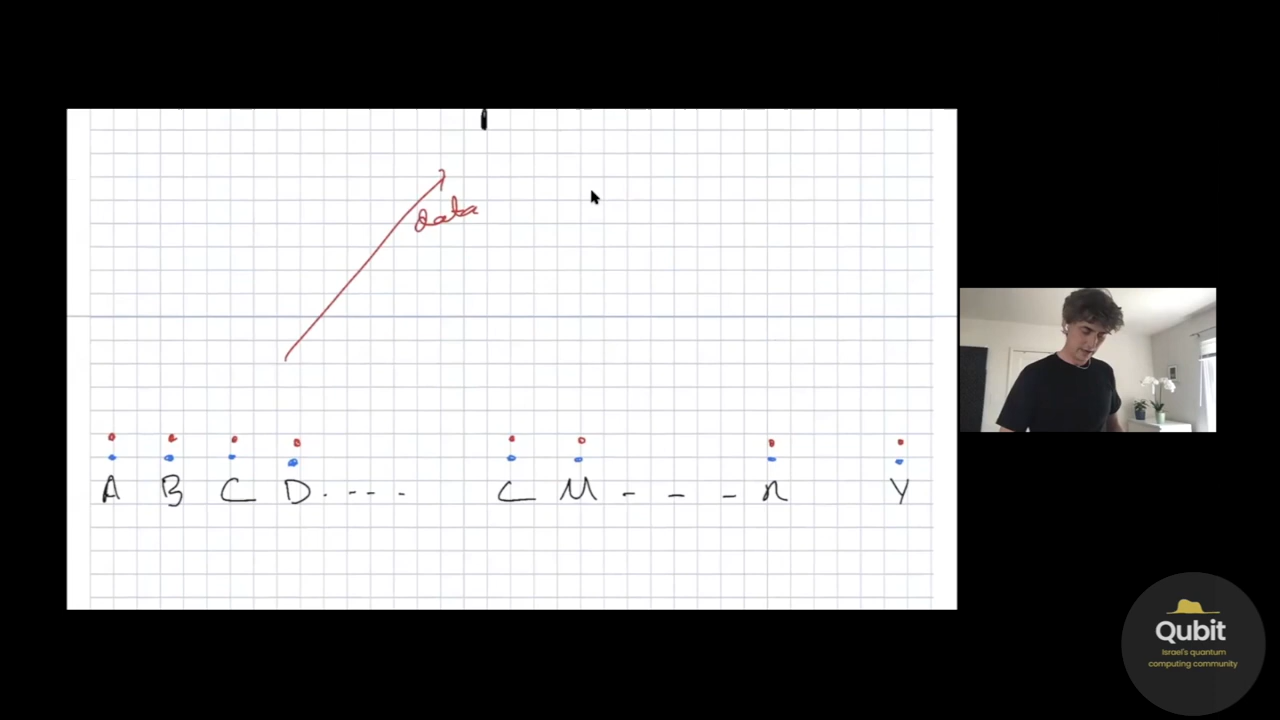 data
A B C D . - - - C M - - - n Y
Qubit
Israel's quantum
computing community